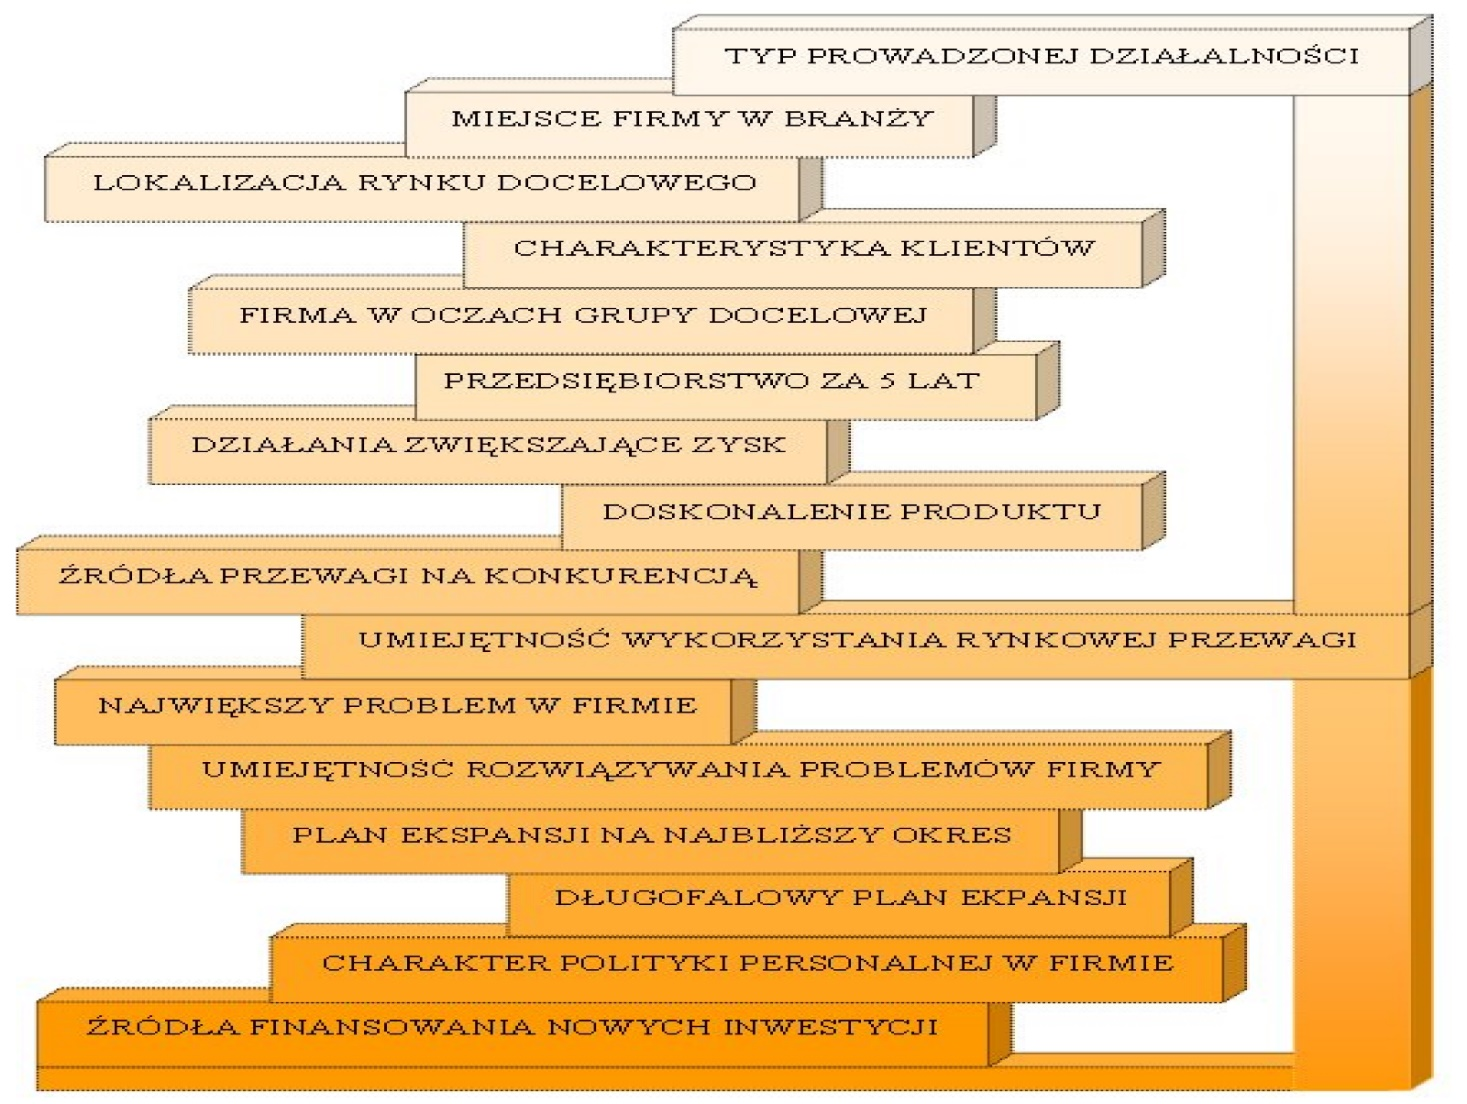 TYP PROWADZONEJ DZIAŁALNOŚCI
MIEJSCE FIRMY W BRANŻY
LOKALIZACJA RYNKU DOCELOWEGO
CHARAKTERYSTYKA KLIENTÓW
FIRMA W OCZACH GRUPY DOCELOWEJ
PRZEDSIĘBIORSTWO ZA 5 LAT
DZIAŁANIA ZWIĘKSZAJĄCE ZYSK
DOSKONALENIE PRODUKTU
ŹRÓDŁA PRZEWAGI NA KONKURENCJĄ
UMIEJĘTNOŚĆ WYKORZYSTANIA RYNKOWEJ PRZEWAGI
NAJWIĘKSZY PROBLEM W FIRMIE
UMIEJĘTNOŚĆ ROZWIĄZYWANIA PROBLEMÓW FIRMY
PLAN EKSPANSJI NA NAJBLIŻSZY OKRES
DŁUGOFALOWY PLAN EKPANSJI
CHARAKTER POLITYKI PERSONALNEJ W FIRMIE
ŹRÓDŁA FINANSOWANIA NOWYCH INWESTYCJI